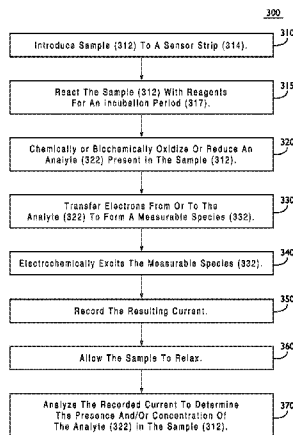 300
Introduce Sample (312) To A Sensor Strip (314).
310
React The Sample (312) With Reagents
For An Incubation Period (317)
315
Chemically or Biochemically Oxidize Or Reduce An
Analyte (322) Present In The Sample (312).
320
Transfer Electrons From Or To The
Analyte (322) To Form A Measurable Species (332).
330
Electrochemically Excite The Measurable Species (332).
340
Record The Resulting Current.
350
Allow The Sample To Relax.
360
Analyze The Recorded Current To Determine
The Presence And/Or Concentration Of
The Analyte (322) in The Sample (312).
370